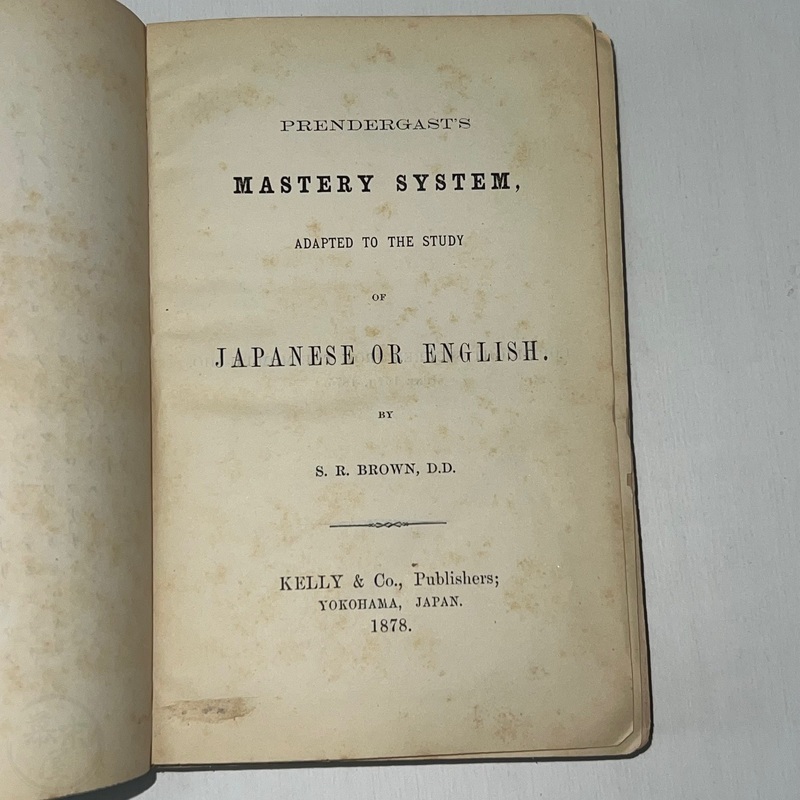 PRENDERGAST'S
MASTERY SYSTEM,
ADAPTED TO THE STUDY
OF
JAPANESE OR ENGLISH.
BY
S. R. BROWN, D.D.
KELLY & Co., Publishers;
YOKOHAMA, JAPAN.
1878.